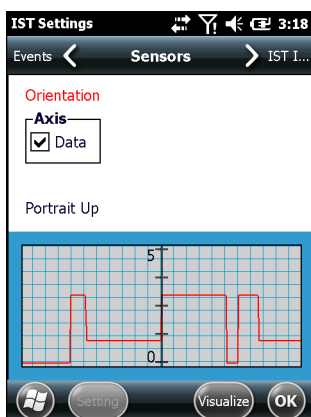 IST Settings 3:18
Events Sensors IST I...
Orientation
Axis
Data
Portrait Up
5
0
Setting Visualize OK